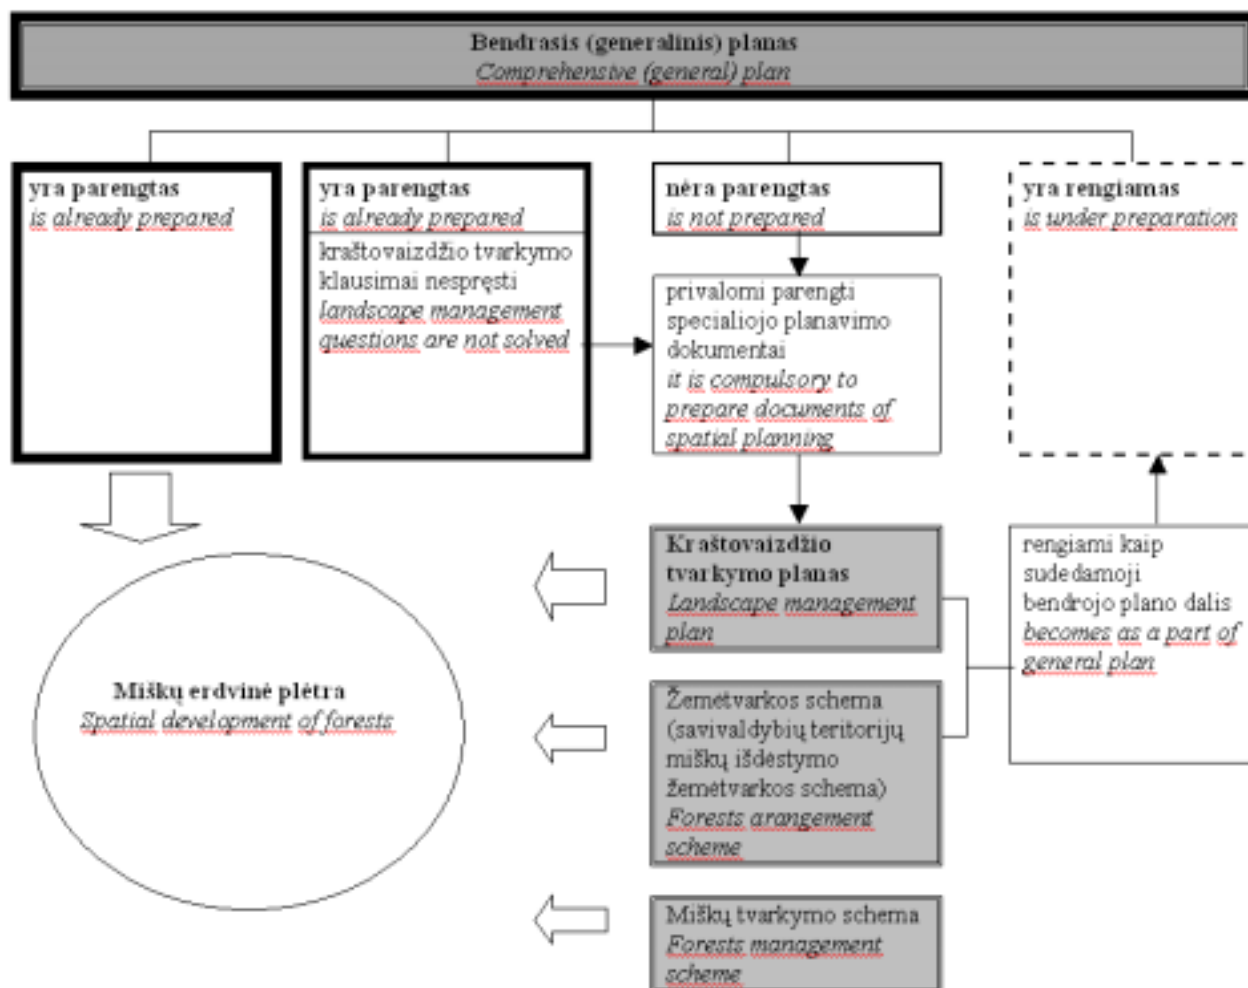 Bendrasis (generalinis) planas
Comprehensive (general) plan
yra parengtas
is already prepared
yra parengtas
is already prepared
kraštovaizdžio tvarkymo
klausimai nespręsti
landscape management
questions are not solved
nėra parengtas
is not prepared
privalomi parengti
specialiojo planavimo
dokumentai
it is compulsory to
prepare documents of
spatial planning
yra rengiamas
is under preparation
Kraštovaizdžio
tvarkymo planas
Landscape management
plan
rengiami kaip
sudedamoji
bendrojo plano dalis
becomes as a part of
general plan
Miškų erdvinė plėtra
Spatial development of forests
Žemėtvarkos schema
(savivaldybių teritorijų
miškų išdėstymo
žemėtvarkos schema)
Forests arangement
scheme
Miškų tvarkymo schema
Forests management
scheme